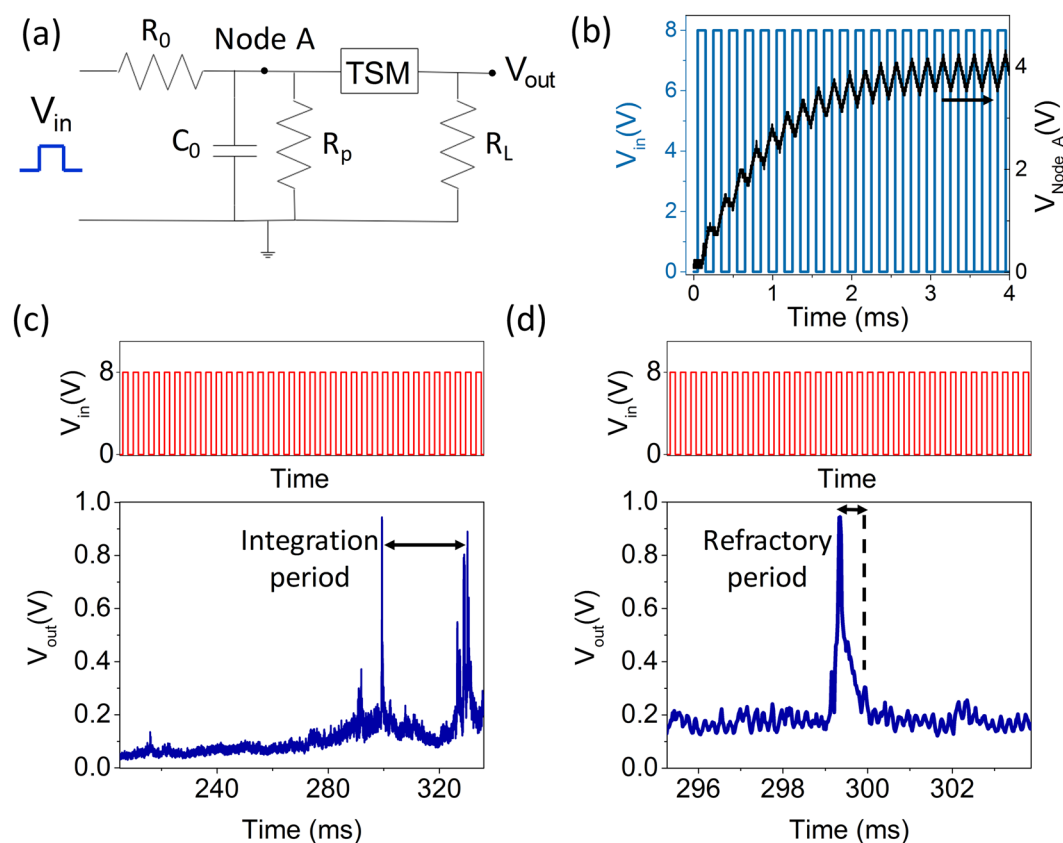 (a)
R0
Node A
TSM
Vout
Vin
C0
Rp
RL
(b)
8
6
4
2
0
Vin(V)
4
2
0
VNode_A(V)
0 1 2 3 4
Time (ms)
(c)
8
0
Vin(V)
Time
1.0
0.8
0.6
0.4
0.2
0.0
Vout(V)
Integration
period
240 280 320
Time (ms)
(d)
8
0
Vin(V)
Time
1.0
0.8
0.6
0.4
0.2
0.0
Vout(V)
Refractory
period
296 298 300 302
Time (ms)